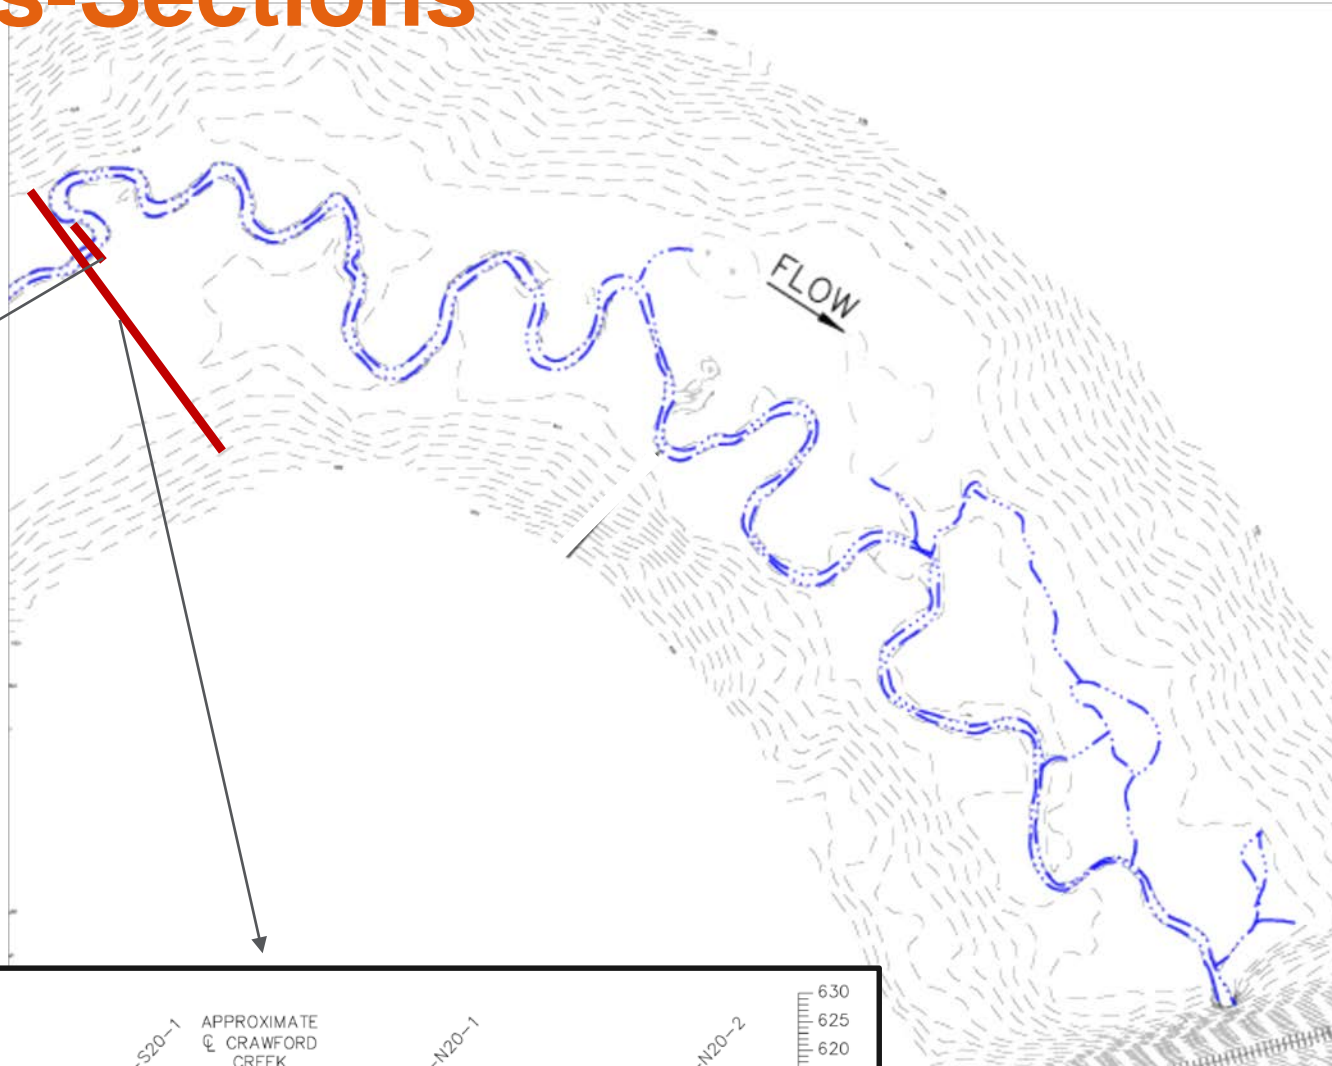 s-Sections
FLOW
630
625
620
S20-1
APPROXIMATE
℄ CRAWFORD
CREEK
N20-1
N20-2